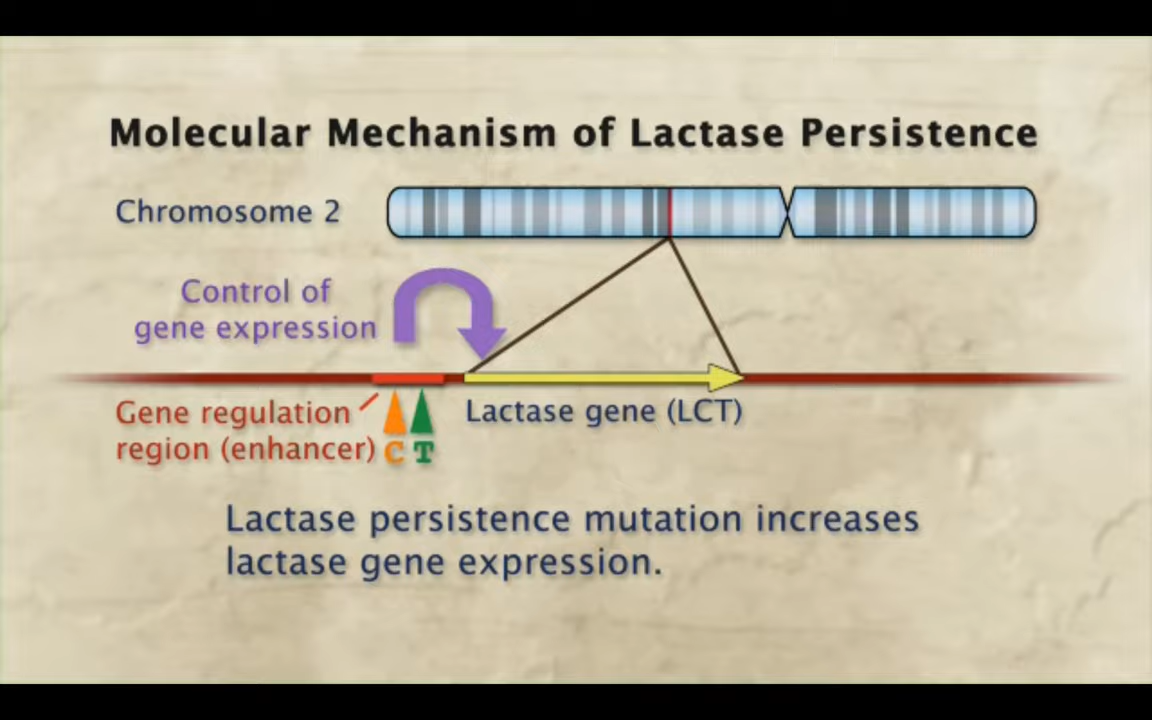 Molecular Mechanism of Lactase Persistence
Chromosome 2
Control of
gene expression
Gene regulation
region (enhancer)
C T
Lactase gene (LCT)
Lactase persistence mutation increases
lactase gene expression.